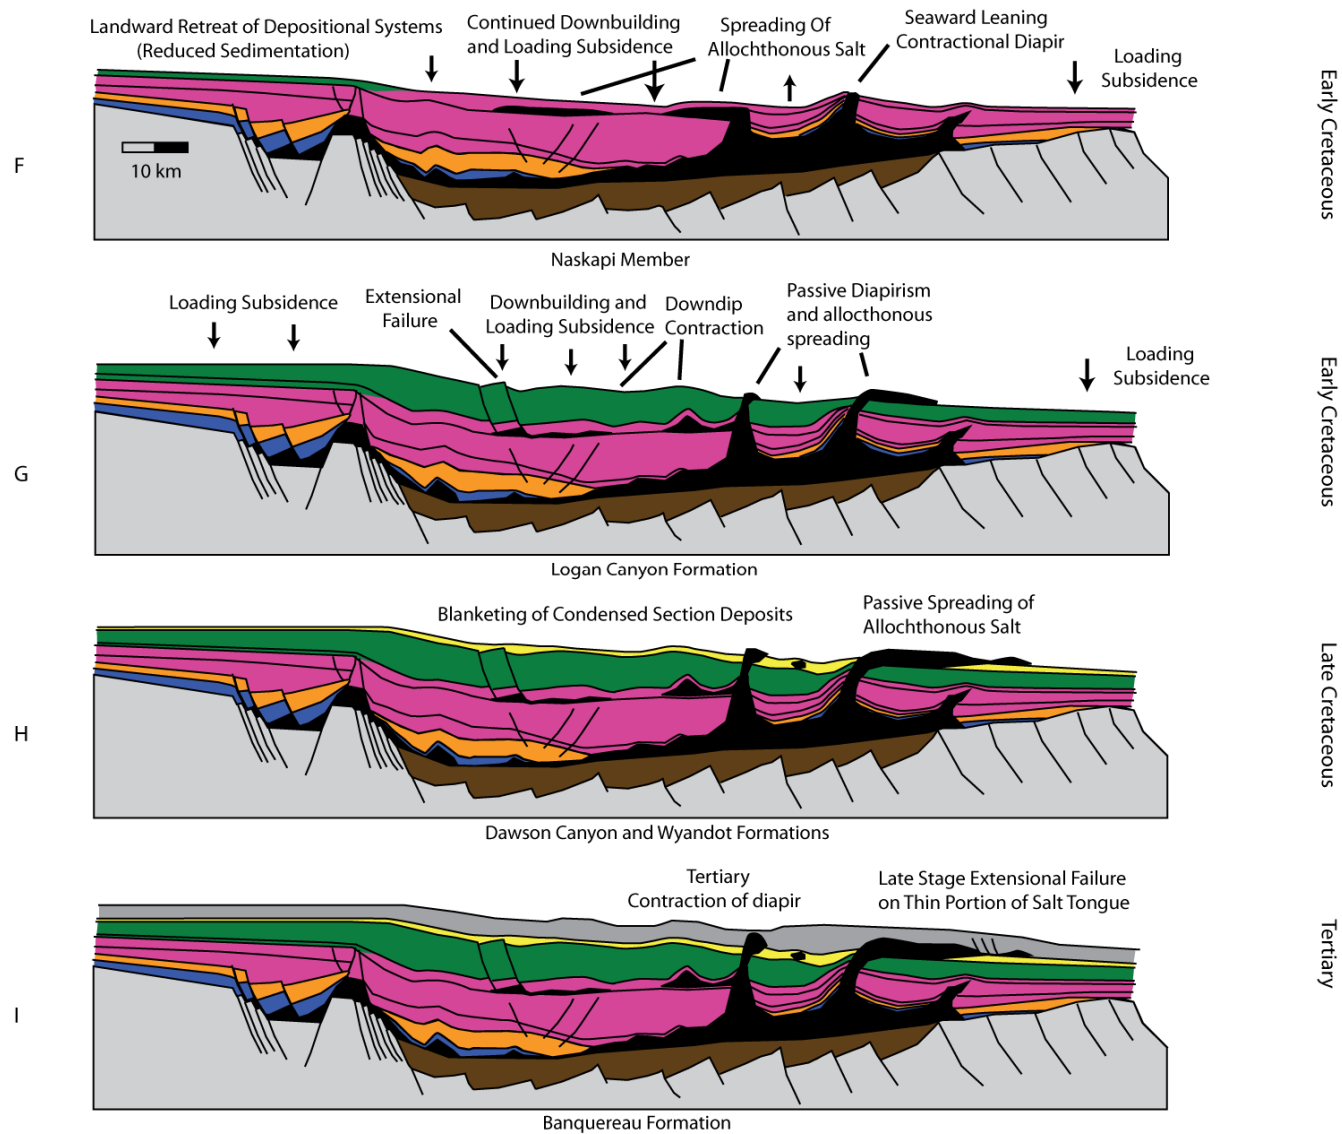 Landward Retreat of Depositional Systems
(Reduced Sedimentation)
Continued Downbuilding
and Loading Subsidence
Spreading Of
Allochthonous Salt
Seaward Leaning
Contractional Diapir
Loading
Subsidence
Early Cretaceous
F
10 km
Naskapi Member
Loading Subsidence
Extensional
Failure
Downbuilding and
Loading Subsidence
Downdip
Contraction
Passive Diapirism
and allocthonous
spreading
Loading
Subsidence
Early Cretaceous
G
Logan Canyon Formation
Blanketing of Condensed Section Deposits
Passive Spreading of
Allochthonous Salt
Late Cretaceous
H
Dawson Canyon and Wyandot Formations
Tertiary
Contraction of diapir
Late Stage Extensional Failure
on Thin Portion of Salt Tongue
Tertiary
I
Banquereau Formation